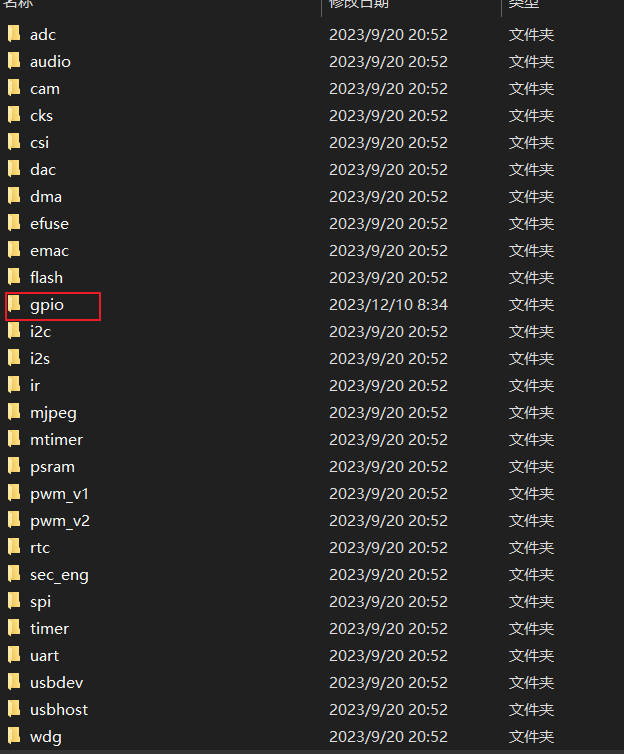 名称 修改日期 类型
adc 2023/9/20 20:52 文件夹
audio 2023/9/20 20:52 文件夹
cam 2023/9/20 20:52 文件夹
cks 2023/9/20 20:52 文件夹
csi 2023/9/20 20:52 文件夹
dac 2023/9/20 20:52 文件夹
dma 2023/9/20 20:52 文件夹
efuse 2023/9/20 20:52 文件夹
emac 2023/9/20 20:52 文件夹
flash 2023/9/20 20:52 文件夹
gpio 2023/12/10 8:34 文件夹
i2c 2023/9/20 20:52 文件夹
i2s 2023/9/20 20:52 文件夹
ir 2023/9/20 20:52 文件夹
mjpeg 2023/9/20 20:52 文件夹
mtimer 2023/9/20 20:52 文件夹
psram 2023/9/20 20:52 文件夹
pwm_v1 2023/9/20 20:52 文件夹
pwm_v2 2023/9/20 20:52 文件夹
rtc 2023/9/20 20:52 文件夹
sec_eng 2023/9/20 20:52 文件夹
spi 2023/9/20 20:52 文件夹
timer 2023/9/20 20:52 文件夹
uart 2023/9/20 20:52 文件夹
usbdev 2023/9/20 20:52 文件夹
usbhost 2023/9/20 20:52 文件夹
wdg 2023/9/20 20:52 文件夹